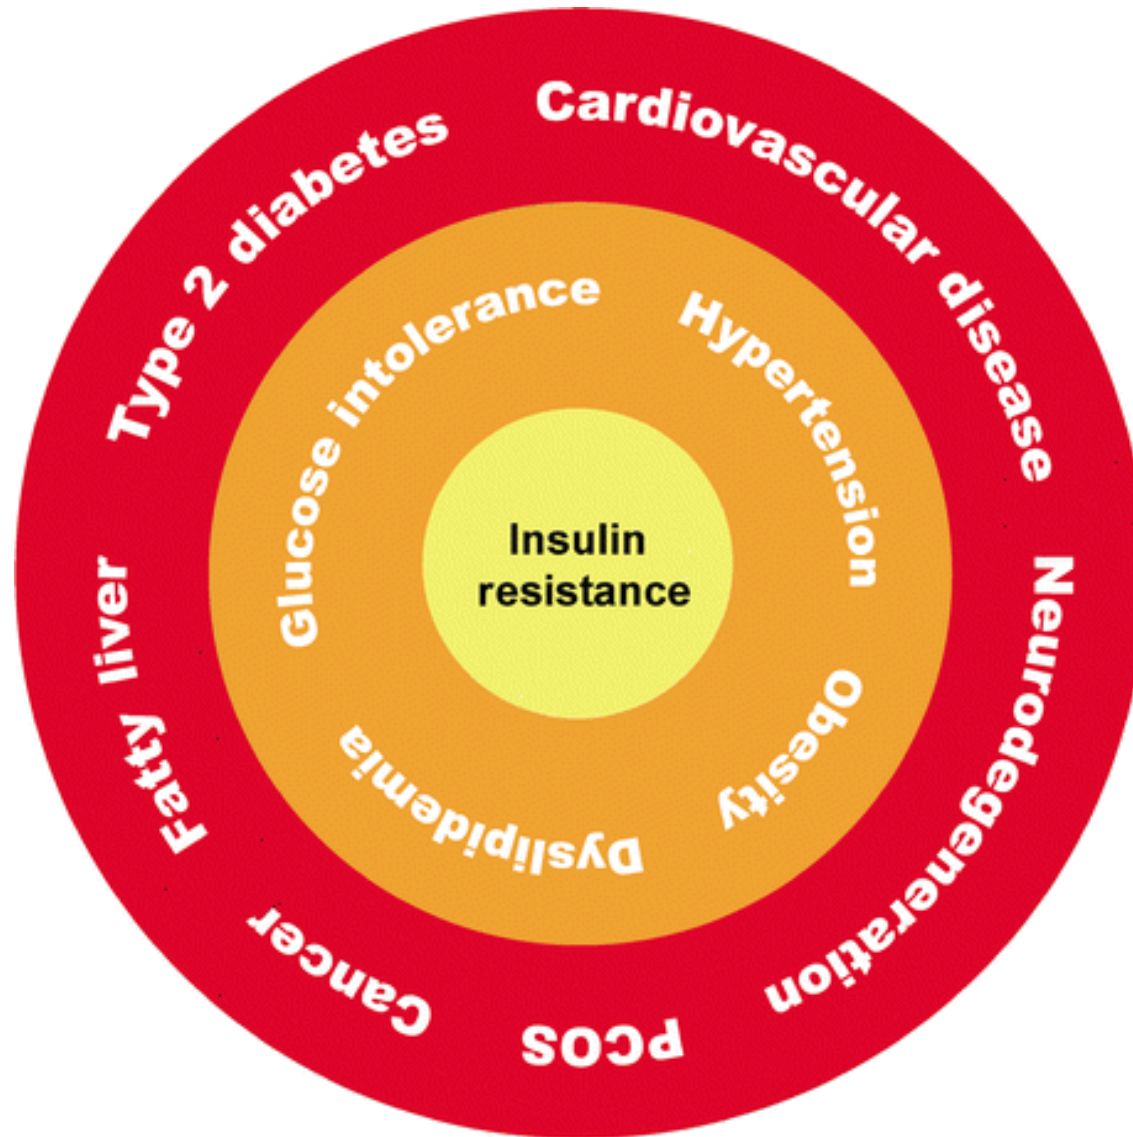 Type 2 diabetes
Cardiovascular disease
Neurodegeneration
PCOS
Cancer
Fatty liver
Glucose intolerance
Hypertension
Obesity
Dyslipidemia
Insulin
resistance